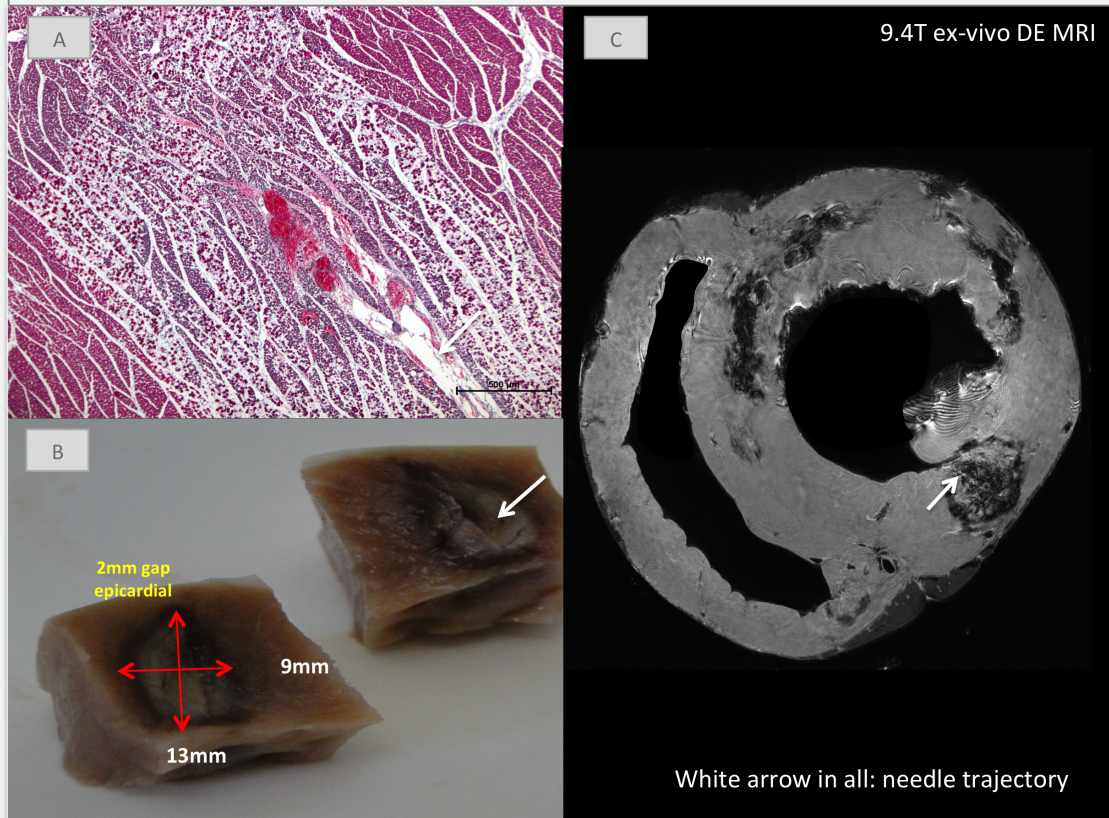 A
500 µm
B
2mm gap
epicardial
9mm
13mm
C
9.4T ex-vivo DE MRI
White arrow in all: needle trajectory